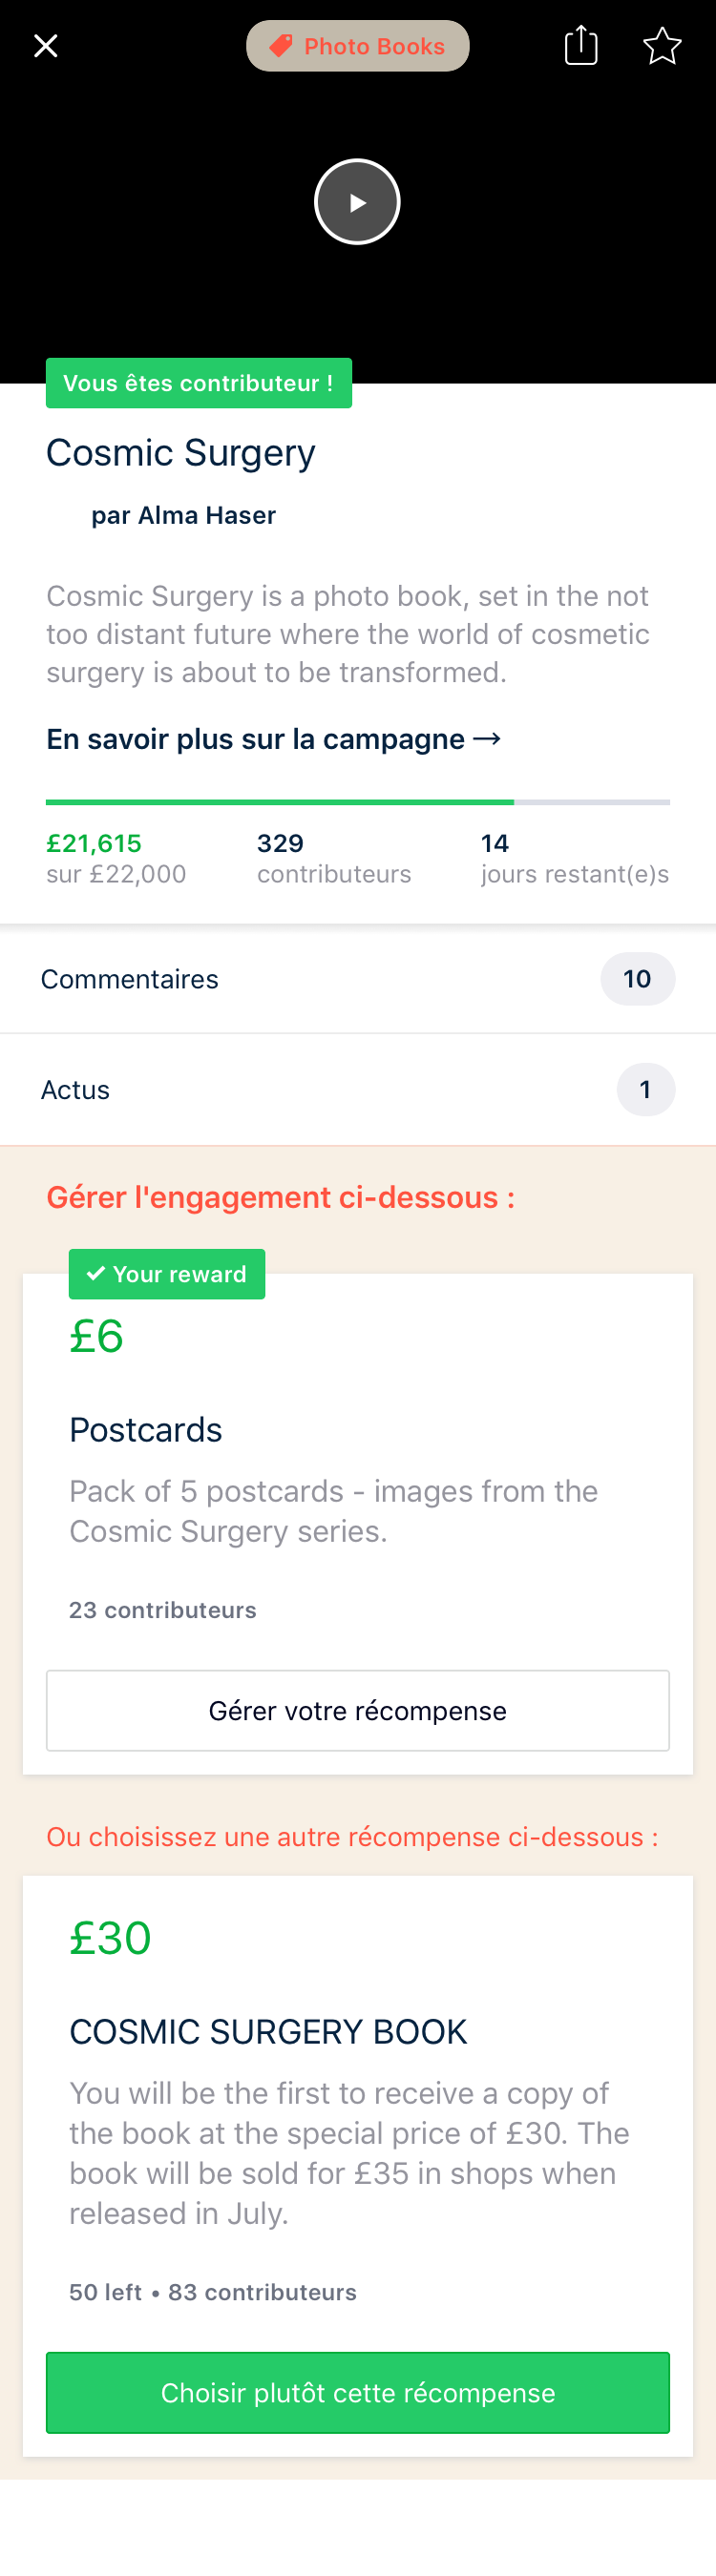 Photo Books
Vous êtes contributeur !
Cosmic Surgery
par Alma Haser
Cosmic Surgery is a photo book, set in the not
too distant future where the world of cosmetic
surgery is about to be transformed.
En savoir plus sur la campagne →
£21,615
sur £22,000
329
contributeurs
14
jours restant(e)s
Commentaires
10
Actus
1
Gérer l'engagement ci-dessous :
✓ Your reward
£6
Postcards
Pack of 5 postcards - images from the
Cosmic Surgery series.
23 contributeurs
Gérer votre récompense
Ou choisissez une autre récompense ci-dessous :
£30
COSMIC SURGERY BOOK
You will be the first to receive a copy of
the book at the special price of £30. The
book will be sold for £35 in shops when
released in July.
50 left • 83 contributeurs
Choisir plutôt cette récompense